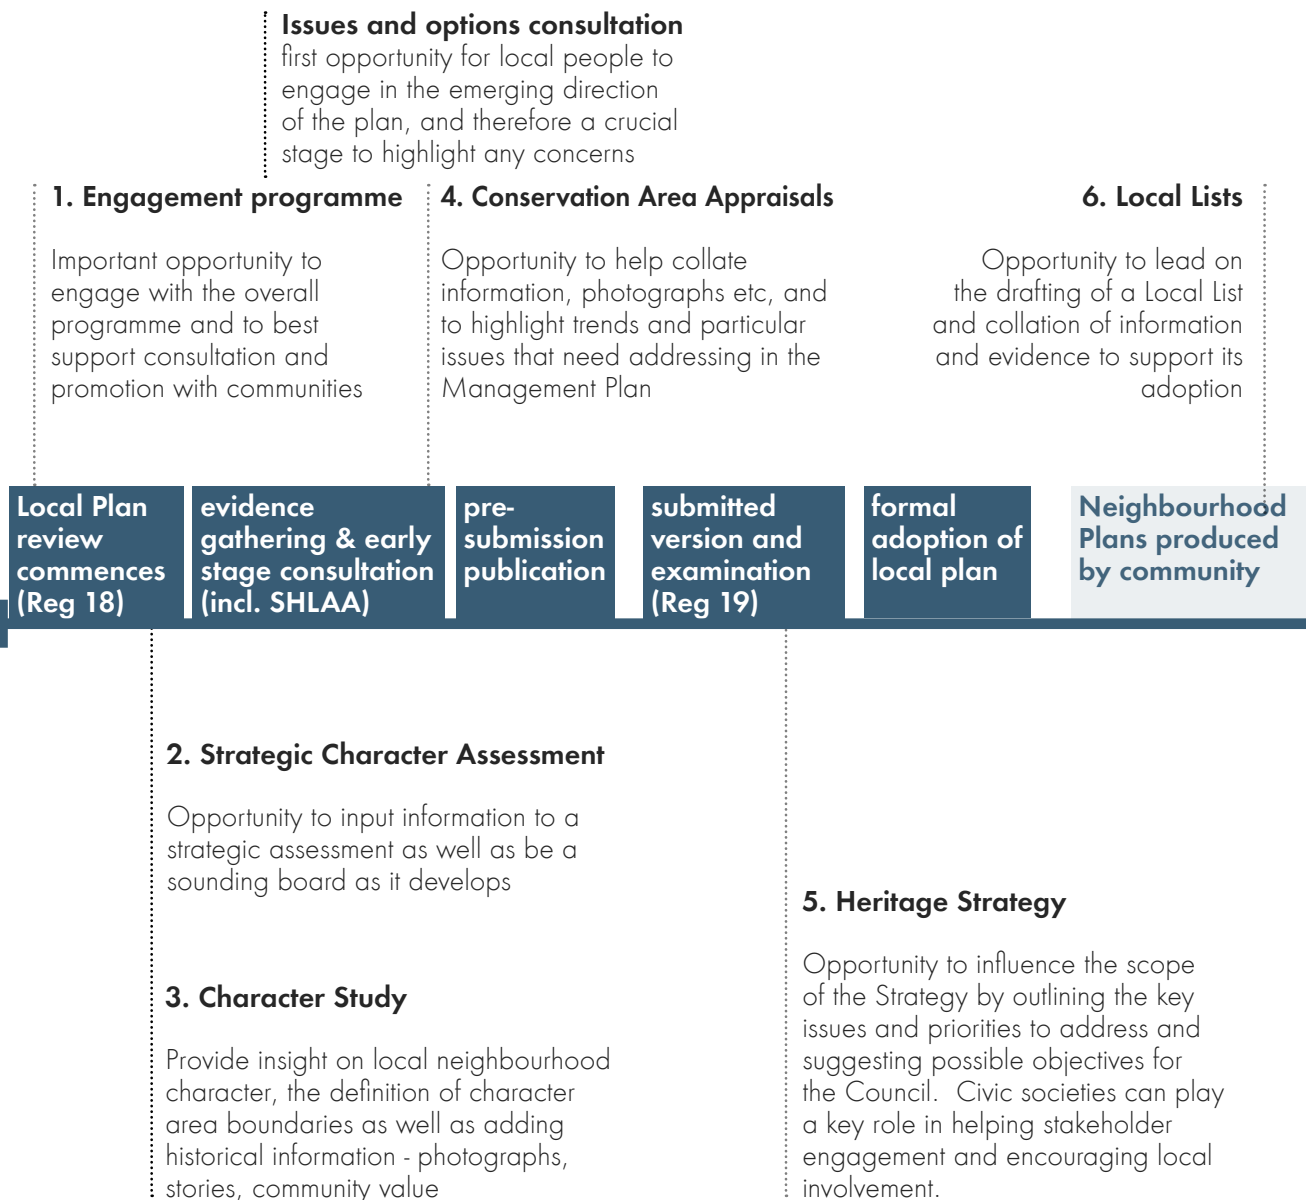 Issues and options consultation
first opportunity for local people to
engage in the emerging direction
of the plan, and therefore a crucial
stage to highlight any concerns
1. Engagement programme
Important opportunity to
engage with the overall
programme and to best
support consultation and
promotion with communities
4. Conservation Area Appraisals
Opportunity to help collate
information, photographs etc, and
to highlight trends and particular
issues that need addressing in the
Management Plan
6. Local Lists
Opportunity to lead on
the drafting of a Local List
and collation of information
and evidence to support its
adoption
Local Plan
review
commences
(Reg 18)
evidence
gathering & early
stage consultation
(incl. SHLAA)
pre-
submission
publication
submitted
version and
examination
(Reg 19)
formal
adoption of
local plan
Neighbourhood
Plans produced
by community
2. Strategic Character Assessment
Opportunity to input information to a
strategic assessment as well as be a
sounding board as it develops
3. Character Study
Provide insight on local neighbourhood
character, the definition of character
area boundaries as well as adding
historical information - photographs,
stories, community value
5. Heritage Strategy
Opportunity to influence the scope
of the Strategy by outlining the key
issues and priorities to address and
suggesting possible objectives for
the Council.  Civic societies can play
a key role in helping stakeholder
engagement and encouraging local
involvement.